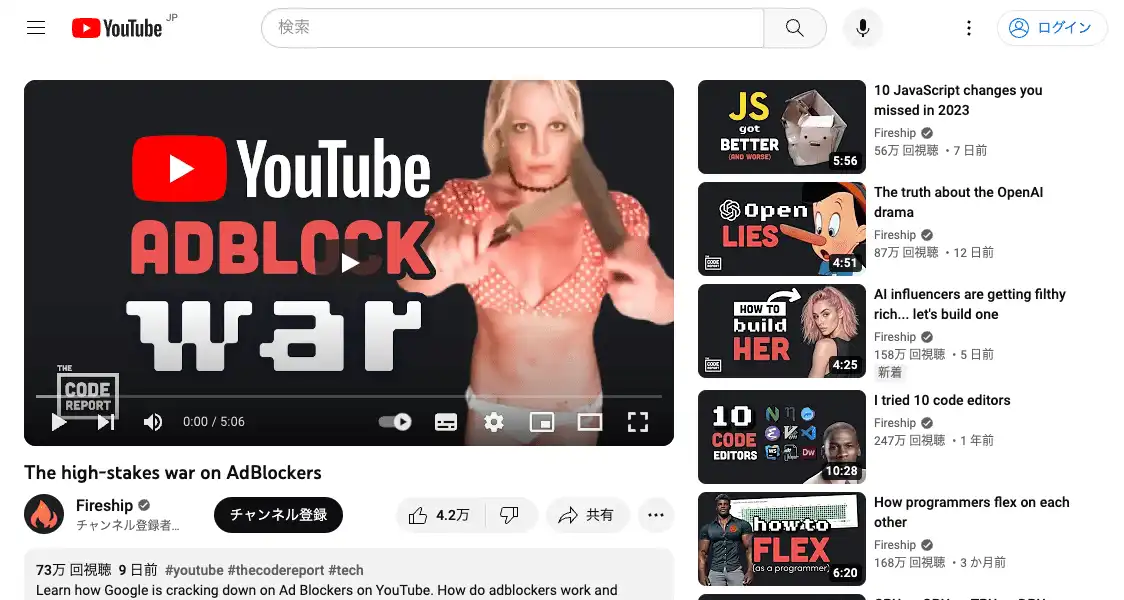 YouTube JP
検索
ログイン
YouTube
ADBLOCK
war
THE
CODE
REPORT
0:00 / 5:06
The high-stakes war on AdBlockers
Fireship
チャンネル登録者…
チャンネル登録
4.2万
共有
73万 回視聴 9 日前 #youtube #thecodereport #tech
Learn how Google is cracking down on Ad Blockers on YouTube. How do adblockers work and
JS
got
BETTER
(AND WORSE)
5:56
10 JavaScript changes you
missed in 2023
Fireship
56万 回視聴 ・7 日前
Open
LIES
CODE
REPORT
4:51
The truth about the OpenAI
drama
Fireship
87万 回視聴 ・12 日前
HOW TO
build
HER
CODE
REPORT
4:25
AI influencers are getting filthy
rich... let's build one
Fireship
158万 回視聴 ・5 日前
新着
10
CODE
EDITORS
Dw
10:28
I tried 10 code editors
Fireship
247万 回視聴 ・1 年前
how to
FLEX
(as a programmer)
6:20
How programmers flex on each
other
Fireship
168万 回視聴 ・3 か月前